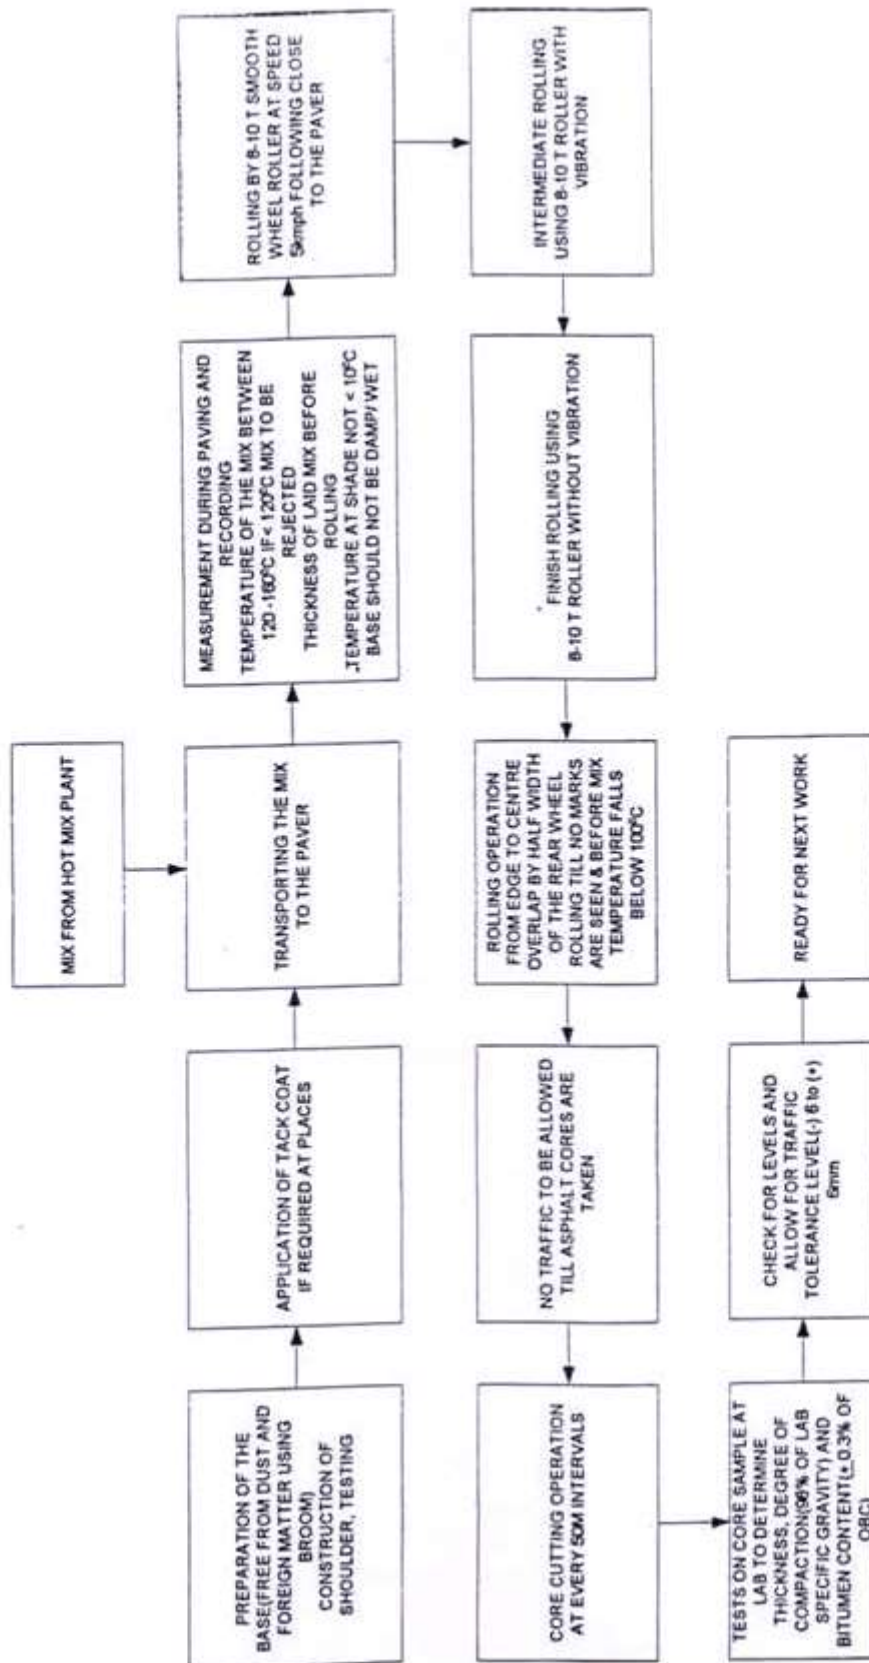 PREPARATION OF THE
BASE(FREE FROM DUST AND
FOREIGN MATTER USING
BROOM)
CONSTRUCTION OF
SHOULDER, TESTING
APPLICATION OF TACK COAT
IF REQUIRED AT PLACES
MIX FROM HOT MIX PLANT
TRANSPORTING THE MIX
TO THE PAVER
MEASUREMENT DURING PAVING AND
RECORDING
TEMPERATURE OF THE MIX BETWEEN
120-160°C IF< 120°C MIX TO BE
REJECTED
THICKNESS OF LAID MIX BEFORE
ROLLING
.TEMPERATURE AT SHADE NOT < 10°C
BASE SHOULD NOT BE DAMP/ WET
ROLLING BY 8-10 T SMOOTH
WHEEL ROLLER AT SPEED
5kmph FOLLOWING CLOSE
TO THE PAVER
INTERMEDIATE ROLLING
USING 8-10 T ROLLER WITH
VIBRATION
FINISH ROLLING USING
8-10 T ROLLER WITHOUT VIBRATION
ROLLING OPERATION
FROM EDGE TO CENTRE
OVERLAP BY HALF WIDTH
OF THE REAR WHEEL
ROLLING TILL NO MARKS
ARE SEEN & BEFORE MIX
TEMPERATURE FALLS
BELOW 100°C
NO TRAFFIC TO BE ALLOWED
TILL ASPHALT CORES ARE
TAKEN
CORE CUTTING OPERATION
AT EVERY 50M INTERVALS
TESTS ON CORE SAMPLE AT
LAB TO DETERMINE
THICKNESS, DEGREE OF
COMPACTION(98% OF LAB
SPECIFIC GRAVITY) AND
BITUMEN CONTENT(± 0.3% OF
OBC)
CHECK FOR LEVELS AND
ALLOW FOR TRAFFIC
TOLERANCE LEVEL(-) 6 to (+)
6mm
READY FOR NEXT WORK